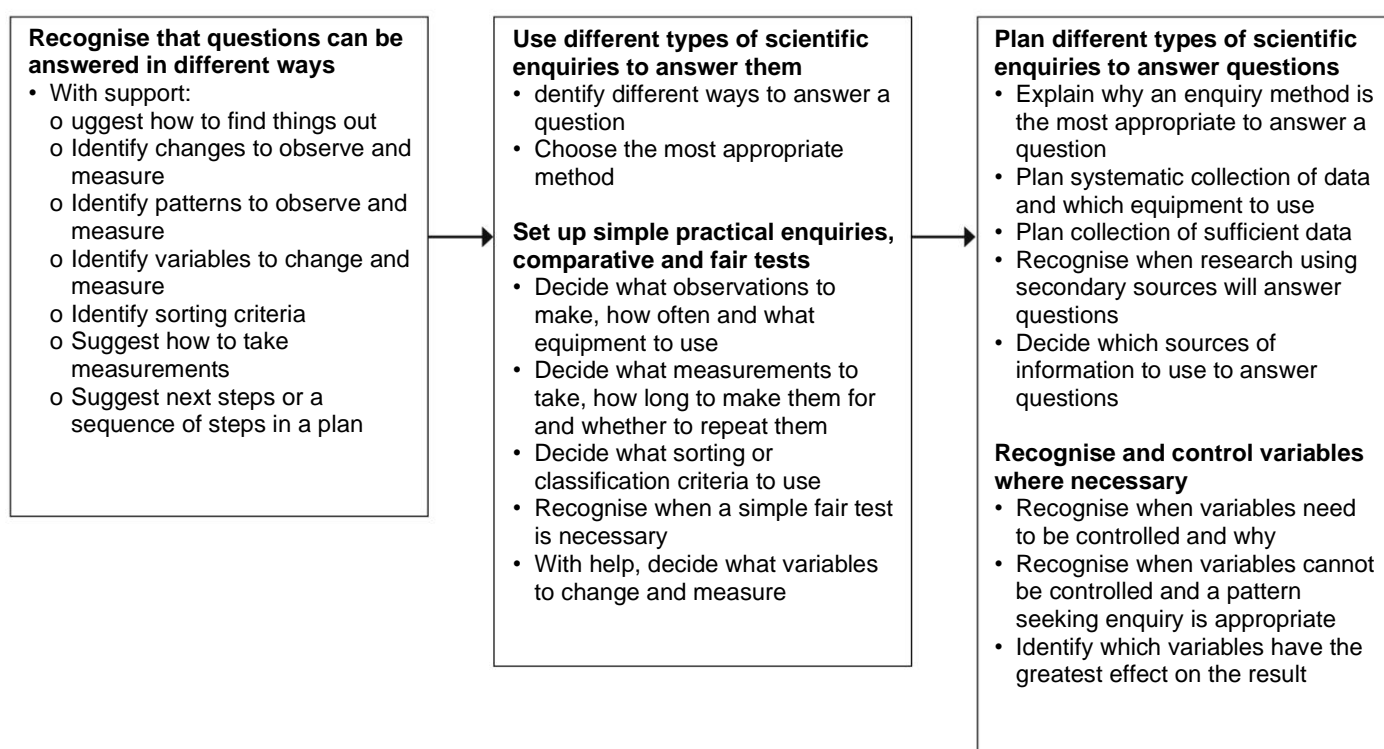 Recognise that questions can be
answered in different ways
• With support:
o uggest how to find things out
o Identify changes to observe and
measure
o Identify patterns to observe and
measure
o Identify variables to change and
measure
o Identify sorting criteria
o Suggest how to take
measurements
o Suggest next steps or a
sequence of steps in a plan
Use different types of scientific
enquiries to answer them
• dentify different ways to answer a
question
• Choose the most appropriate
method
Set up simple practical enquiries,
comparative and fair tests
• Decide what observations to
make, how often and what
equipment to use
• Decide what measurements to
take, how long to make them for
and whether to repeat them
• Decide what sorting or
classification criteria to use
• Recognise when a simple fair test
is necessary
• With help, decide what variables
to change and measure
Plan different types of scientific
enquiries to answer questions
• Explain why an enquiry method is
the most appropriate to answer a
question
• Plan systematic collection of data
and which equipment to use
• Plan collection of sufficient data
• Recognise when research using
secondary sources will answer
questions
• Decide which sources of
information to use to answer
questions
Recognise and control variables
where necessary
• Recognise when variables need
to be controlled and why
• Recognise when variables cannot
be controlled and a pattern
seeking enquiry is appropriate
• Identify which variables have the
greatest effect on the result